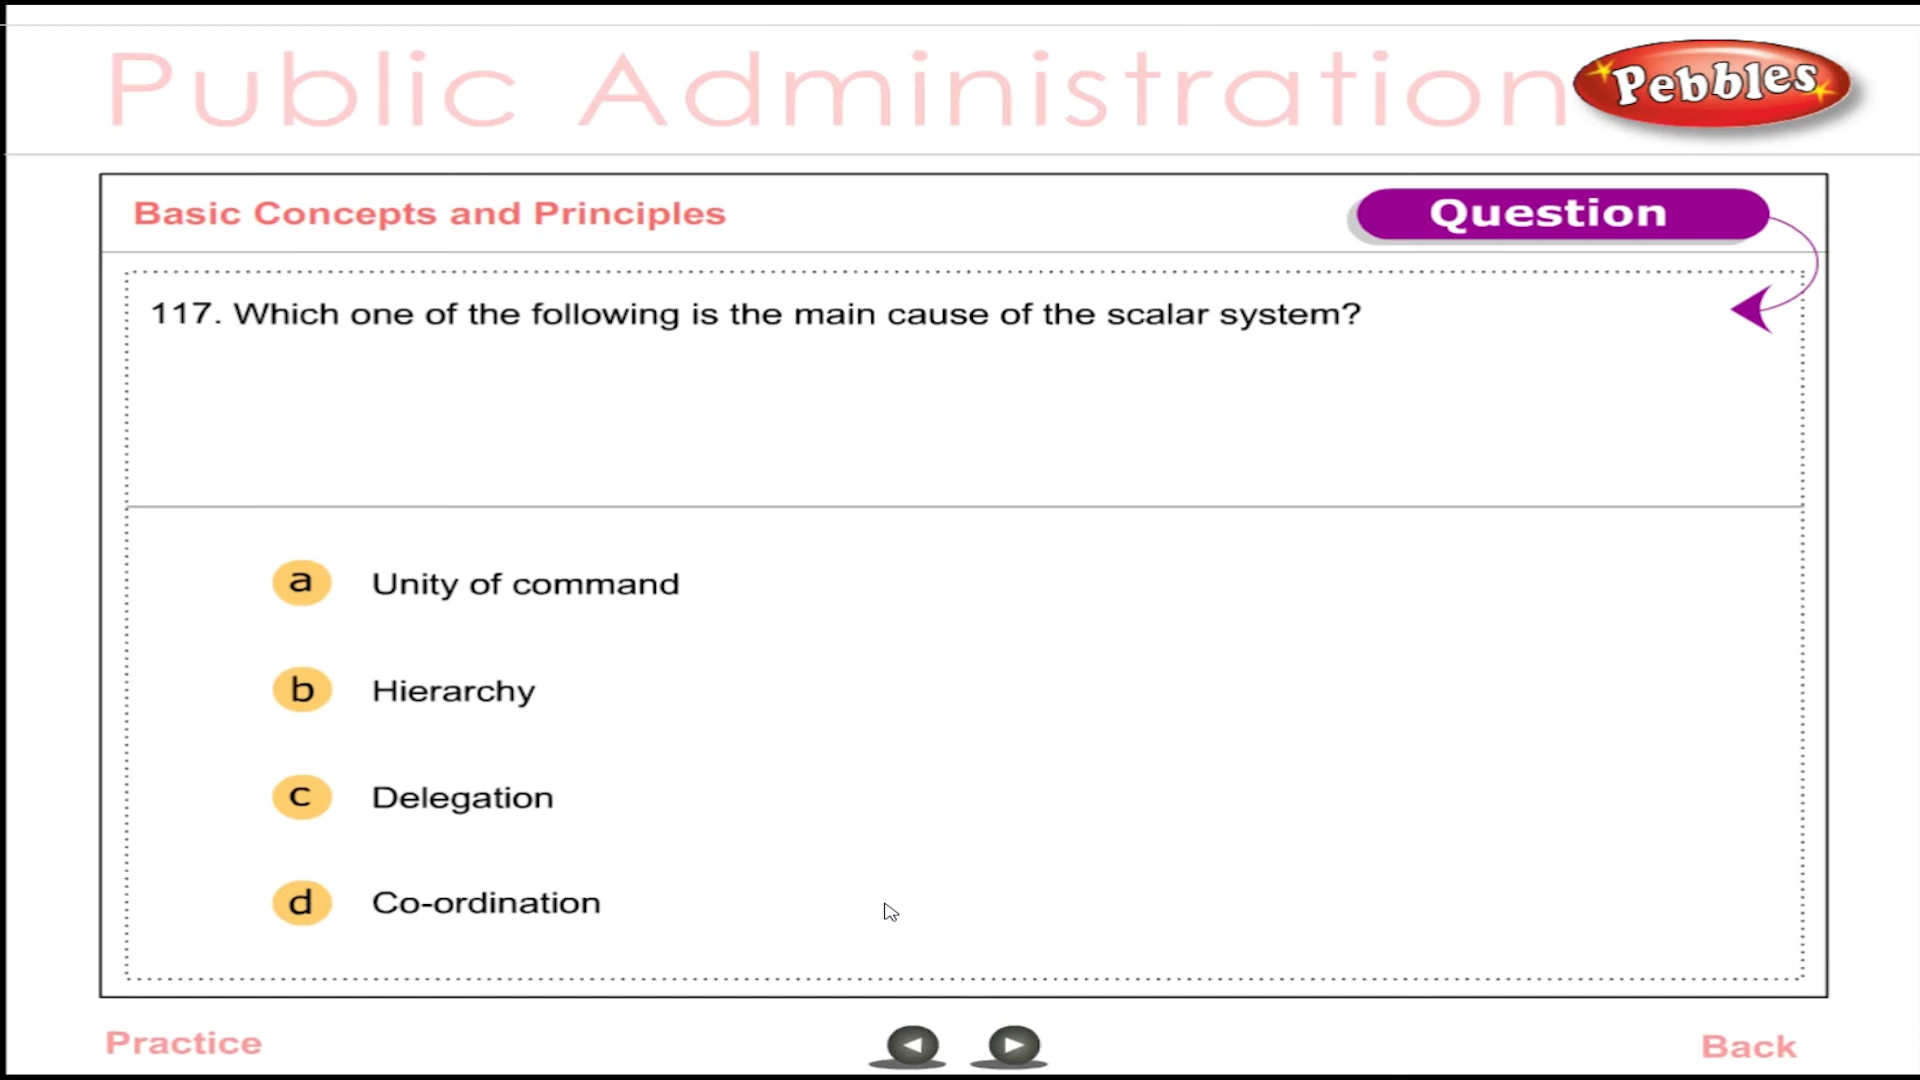 Public Administration
Pebbles
Basic Concepts and Principles
Question
117. Which one of the following is the main cause of the scalar system?
a Unity of command
b Hierarchy
c Delegation
d Co-ordination
Practice
Back